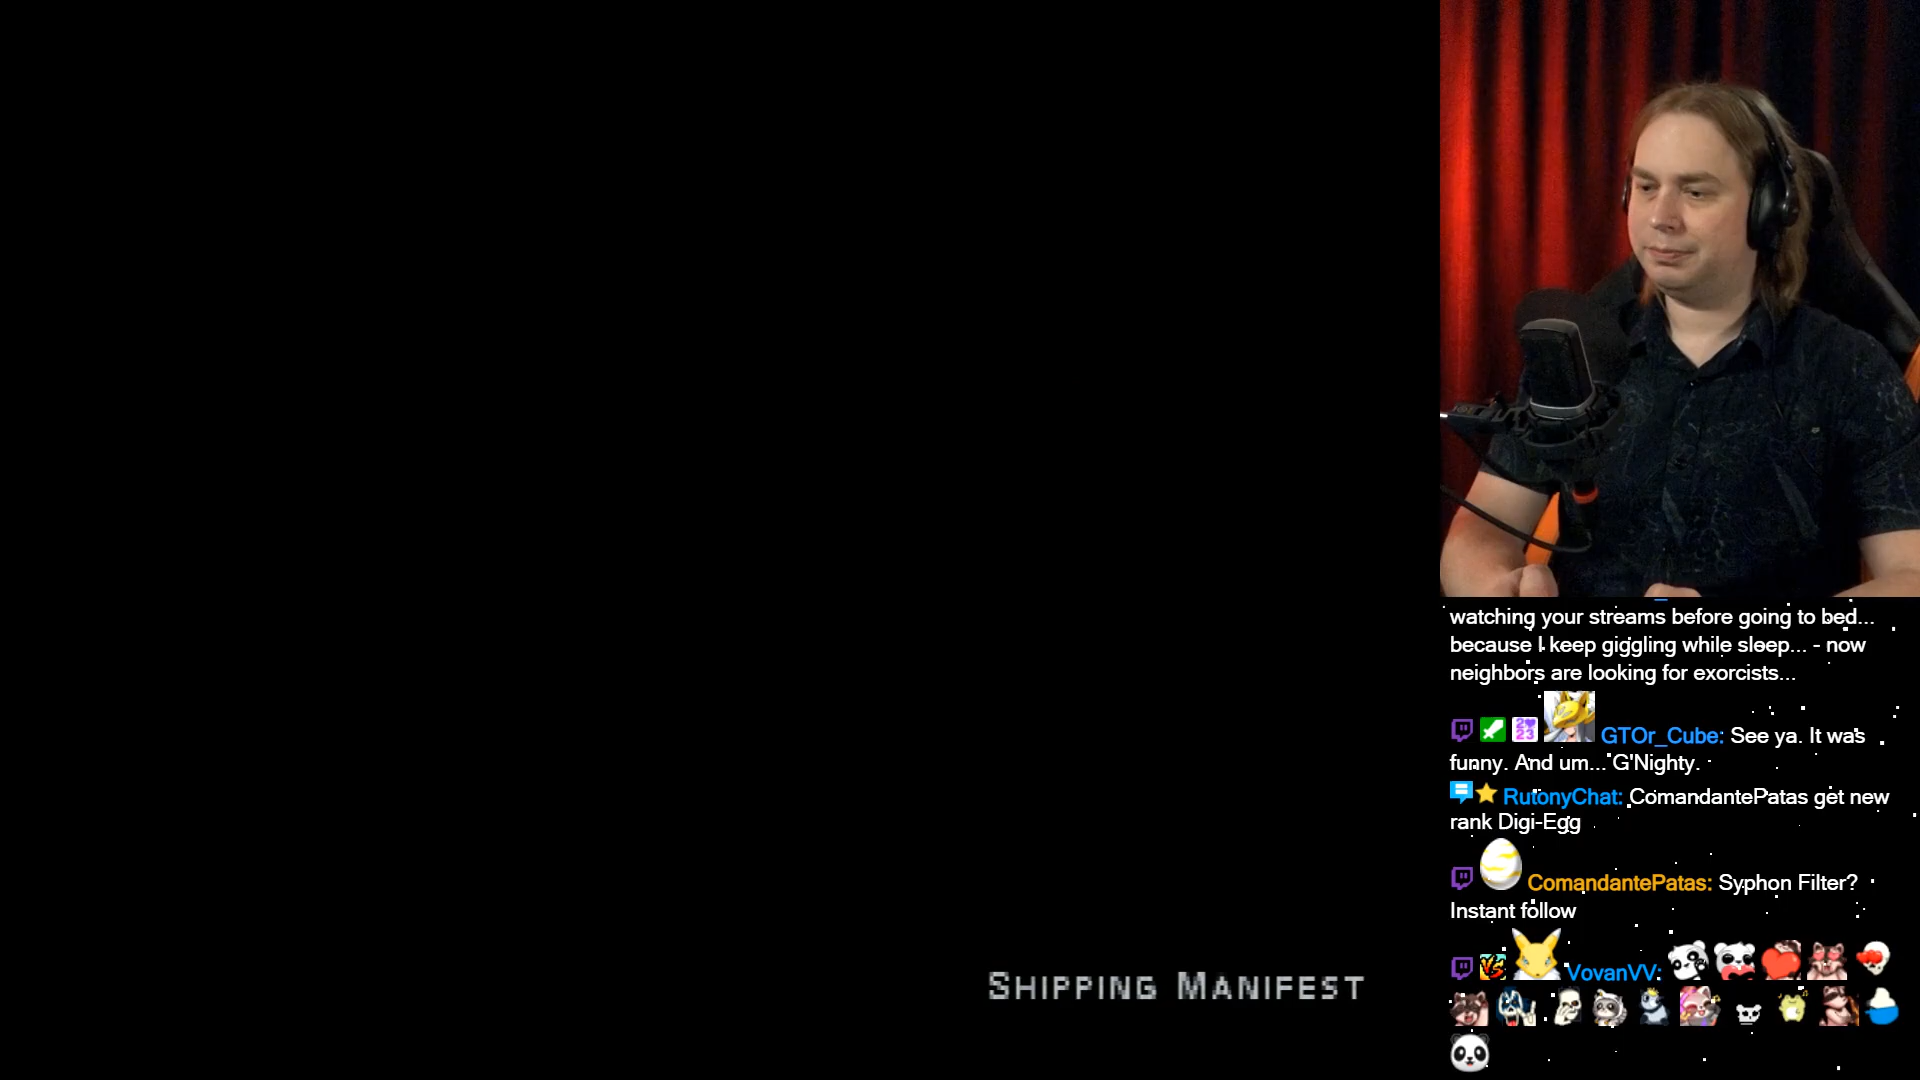 SHIPPING MANIFEST
watching your streams before going to bed...
because I keep giggling while sleep... - now
neighbors are looking for exorcists...
GTOr_Cube: See ya. It was
funny. And um... G'Nighty.
RutonyChat: ComandantePatas get new
rank Digi-Egg
ComandantePatas: Syphon Filter?
Instant follow
VovanVV: